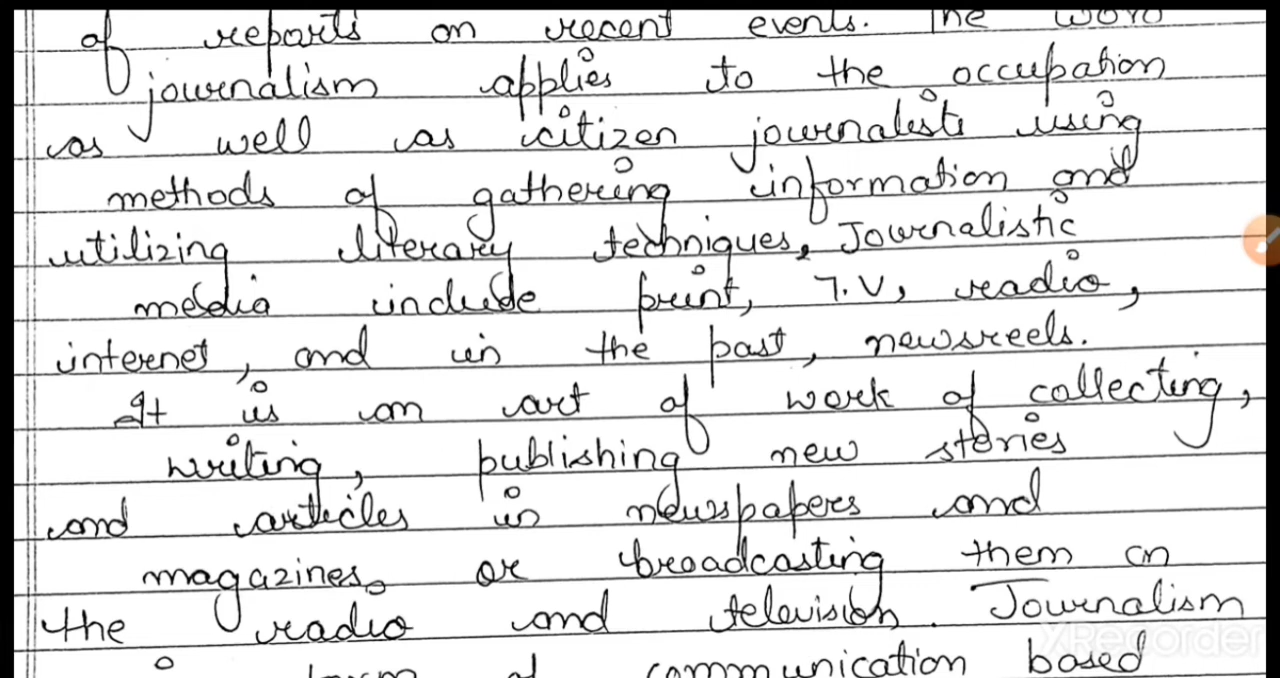 of reports on recent events. The word
journalism applies to the occupation
as well as citizen journalists using
methods of gathering information and
utilizing literary techniques, Journalistic
media include print, T.V, radio,
internet, and in the past, newsreels.
It is an art of work of collecting,
writing, publishing new stories
and articles in newspapers and
magazines. or broadcasting them on
the radio and television. Journalism
form of communication based
XRecorder